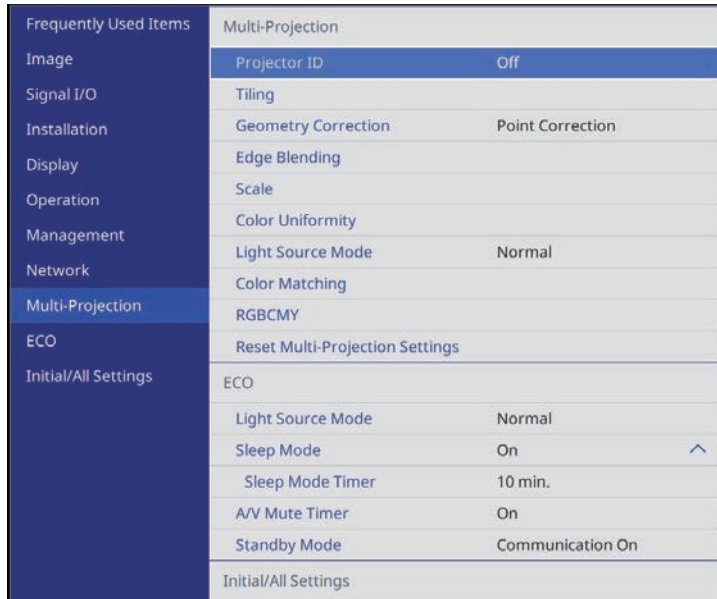 Frequently Used Items
Image
Signal I/O
Installation
Display
Operation
Management
Network
Multi-Projection
ECO
Initial/All Settings
Multi-Projection
Projector ID Off
Tiling
Geometry Correction Point Correction
Edge Blending
Scale
Color Uniformity
Light Source Mode Normal
Color Matching
RGBCMY
Reset Multi-Projection Settings
ECO
Light Source Mode Normal
Sleep Mode On
Sleep Mode Timer 10 min.
A/V Mute Timer On
Standby Mode Communication On
Initial/All Settings